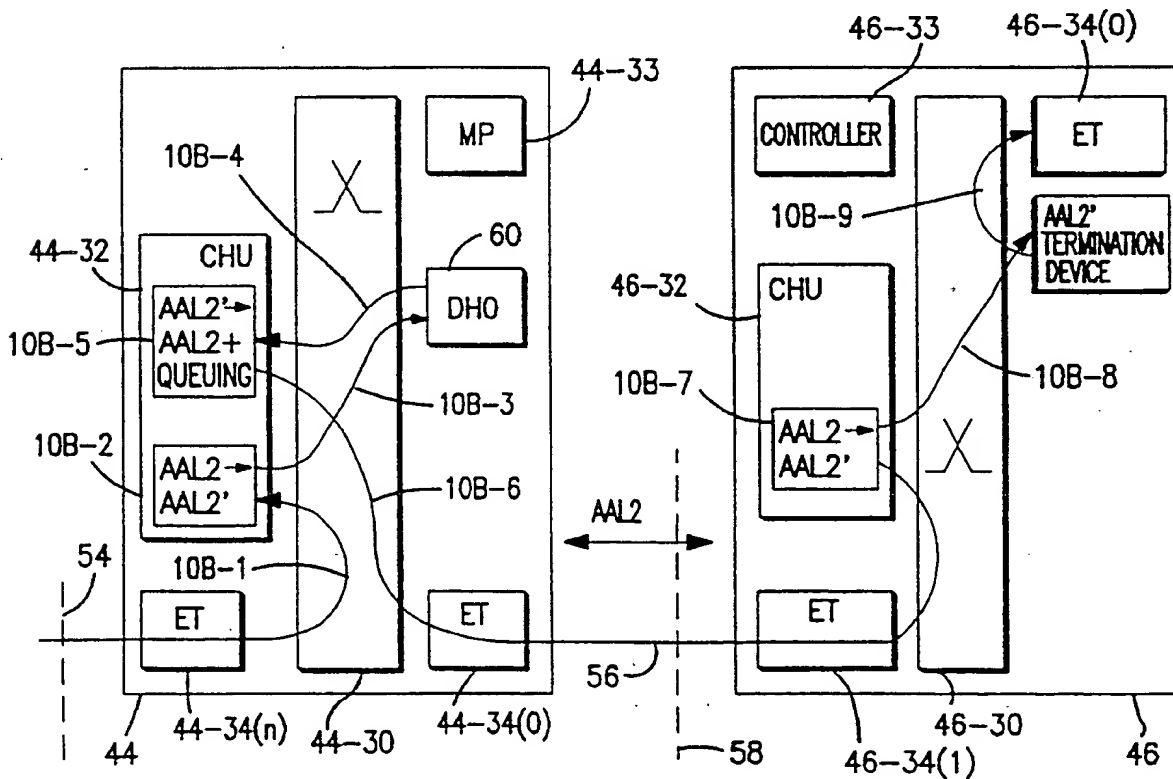 46-33
46-34(0)
44-33
MP
CONTROLLER
ET
10B-4
10B-9
60
AAL2'
TERMINATION
DEVICE
44-32
CHU
46-32
CHU
DHO
AAL2'→
AAL2+
QUEUING
10B-5
10B-3
10B-7
10B-8
10B-2
AAL2→
AAL2'
10B-6
AAL2→
AAL2'
AAL2
54
10B-1
ET
ET
ET
56
44
44-34(n)
44-30
44-34(0)
58
46-34(1)
46-30
46